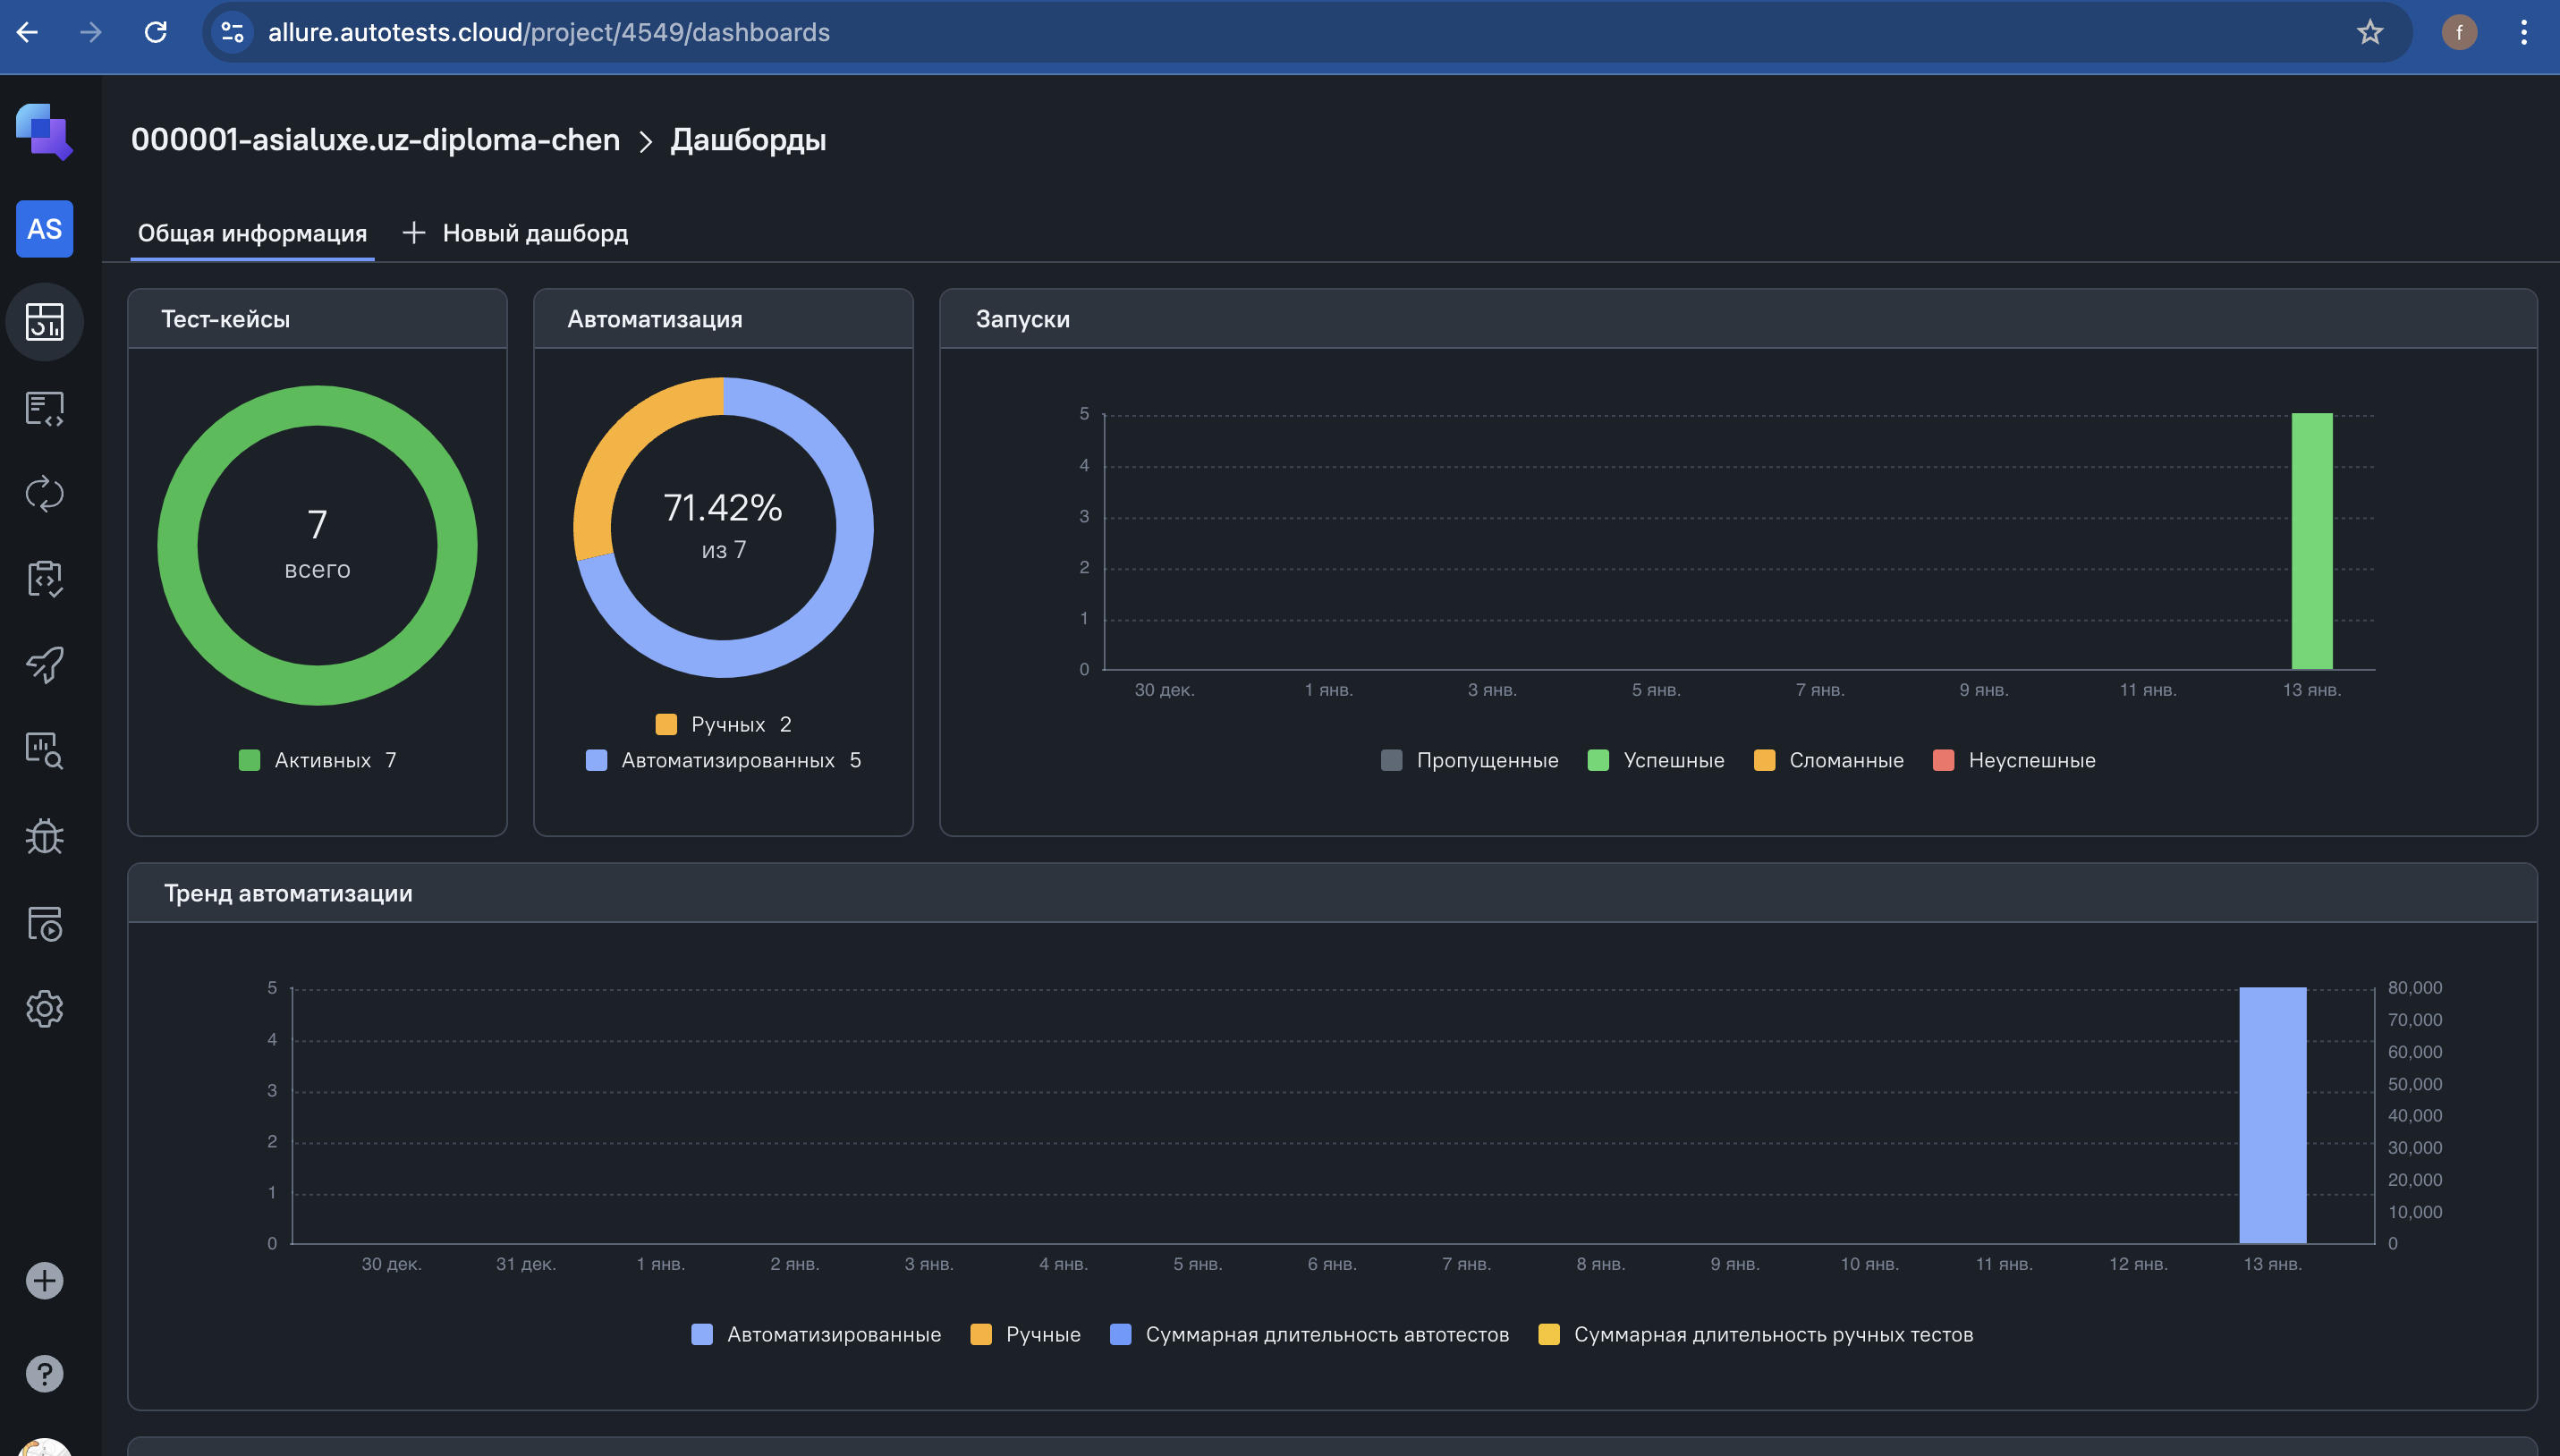 allure.autotests.cloud/project/4549/dashboards
f
000001-asialuxe.uz-diploma-chen > Дашборды
AS
Общая информация
+ Новый дашборд
Тест-кейсы
7
всего
Активных 7
Автоматизация
71.42%
из 7
Ручных 2
Автоматизированных 5
Запуски
5
4
3
2
1
0
30 дек. 1 янв. 3 янв. 5 янв. 7 янв. 9 янв. 11 янв. 13 янв.
Пропущенные Успешные Сломанные Неуспешные
Тренд автоматизации
5
4
3
2
1
0
80,000
70,000
60,000
50,000
40,000
30,000
20,000
10,000
0
30 дек. 31 дек. 1 янв. 2 янв. 3 янв. 4 янв. 5 янв. 6 янв. 7 янв. 8 янв. 9 янв. 10 янв. 11 янв. 12 янв. 13 янв.
Автоматизированные Ручные Суммарная длительность автотестов Суммарная длительность ручных тестов
?